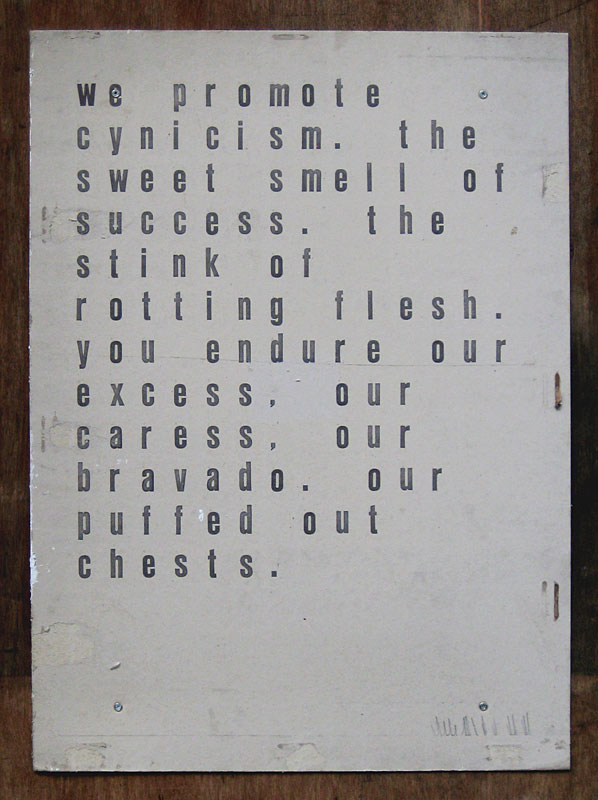 we promote
cynicism. the
sweet smell of
success. the
stink of
rotting flesh.
you endure our
excess, our
caress, our
bravado. our
puffed out
chests.